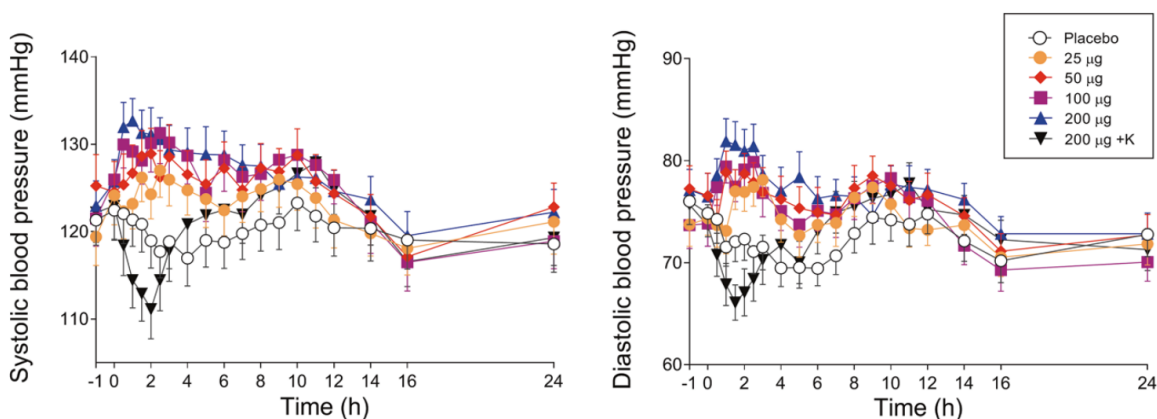 Systolic blood pressure (mmHg)
140
130
120
110
-1 0 2 4 6 8 10 12 14 16 24
Time (h)
Diastolic blood pressure (mmHg)
90
80
70
60
-1 0 2 4 6 8 10 12 14 16 24
Time (h)
Placebo
25 μg
50 μg
100 μg
200 μg
200 μg +K